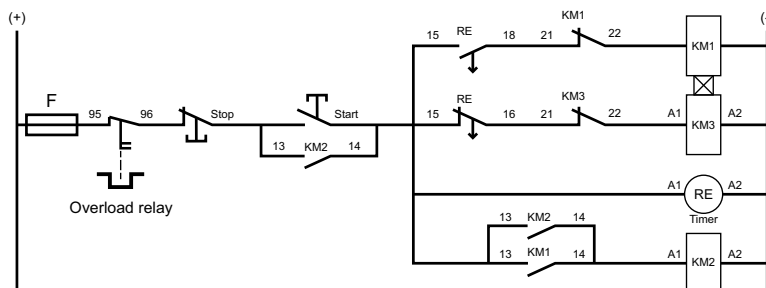 (+)
(-
15 RE 18 21 KM1 22 KM1
F 95 96 Stop Start 15 RE 16 21 KM3 22 A1 KM3 A2
13 KM2 14
Overload relay
A1 RE A2
Timer
13 KM2 14
13 KM1 14 A1 KM2 A2